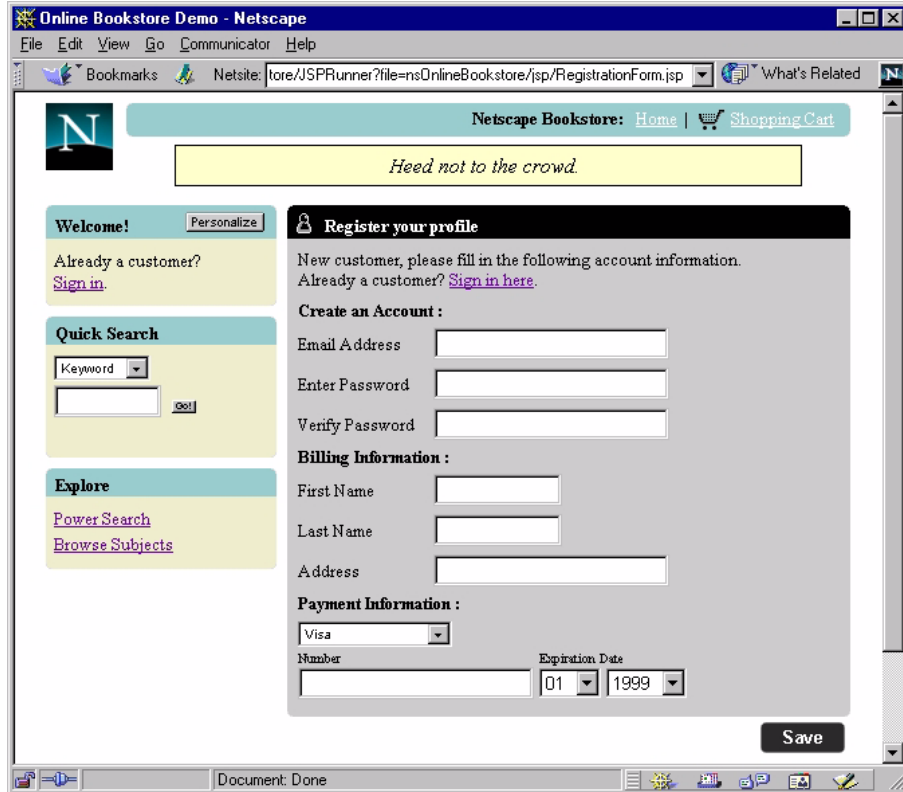 Online Bookstore Demo - Netscape
File Edit View Go Communicator Help
Bookmarks Netsite: tore/JSPRunner?file=nsOnlineBookstore/jsp/RegistrationForm.jsp What's Related N
N
Netscape Bookstore: Home | Shopping Cart
Heed not to the crowd.
Welcome! Personalize
Already a customer?
Sign in.
Quick Search
Keyword
Go!
Explore
Power Search
Browse Subjects
Register your profile
New customer, please fill in the following account information.
Already a customer? Sign in here.
Create an Account :
Email Address
Enter Password
Verify Password
Billing Information :
First Name
Last Name
Address
Payment Information :
Visa
Number Expiration Date
01 1999
Save
Document: Done